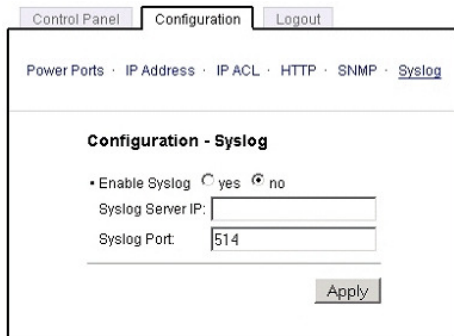 Control Panel Configuration Logout
Power Ports · IP Address · IP ACL · HTTP · SNMP · Syslog
Configuration - Syslog
▪ Enable Syslog yes no
Syslog Server IP:
Syslog Port: 514
Apply